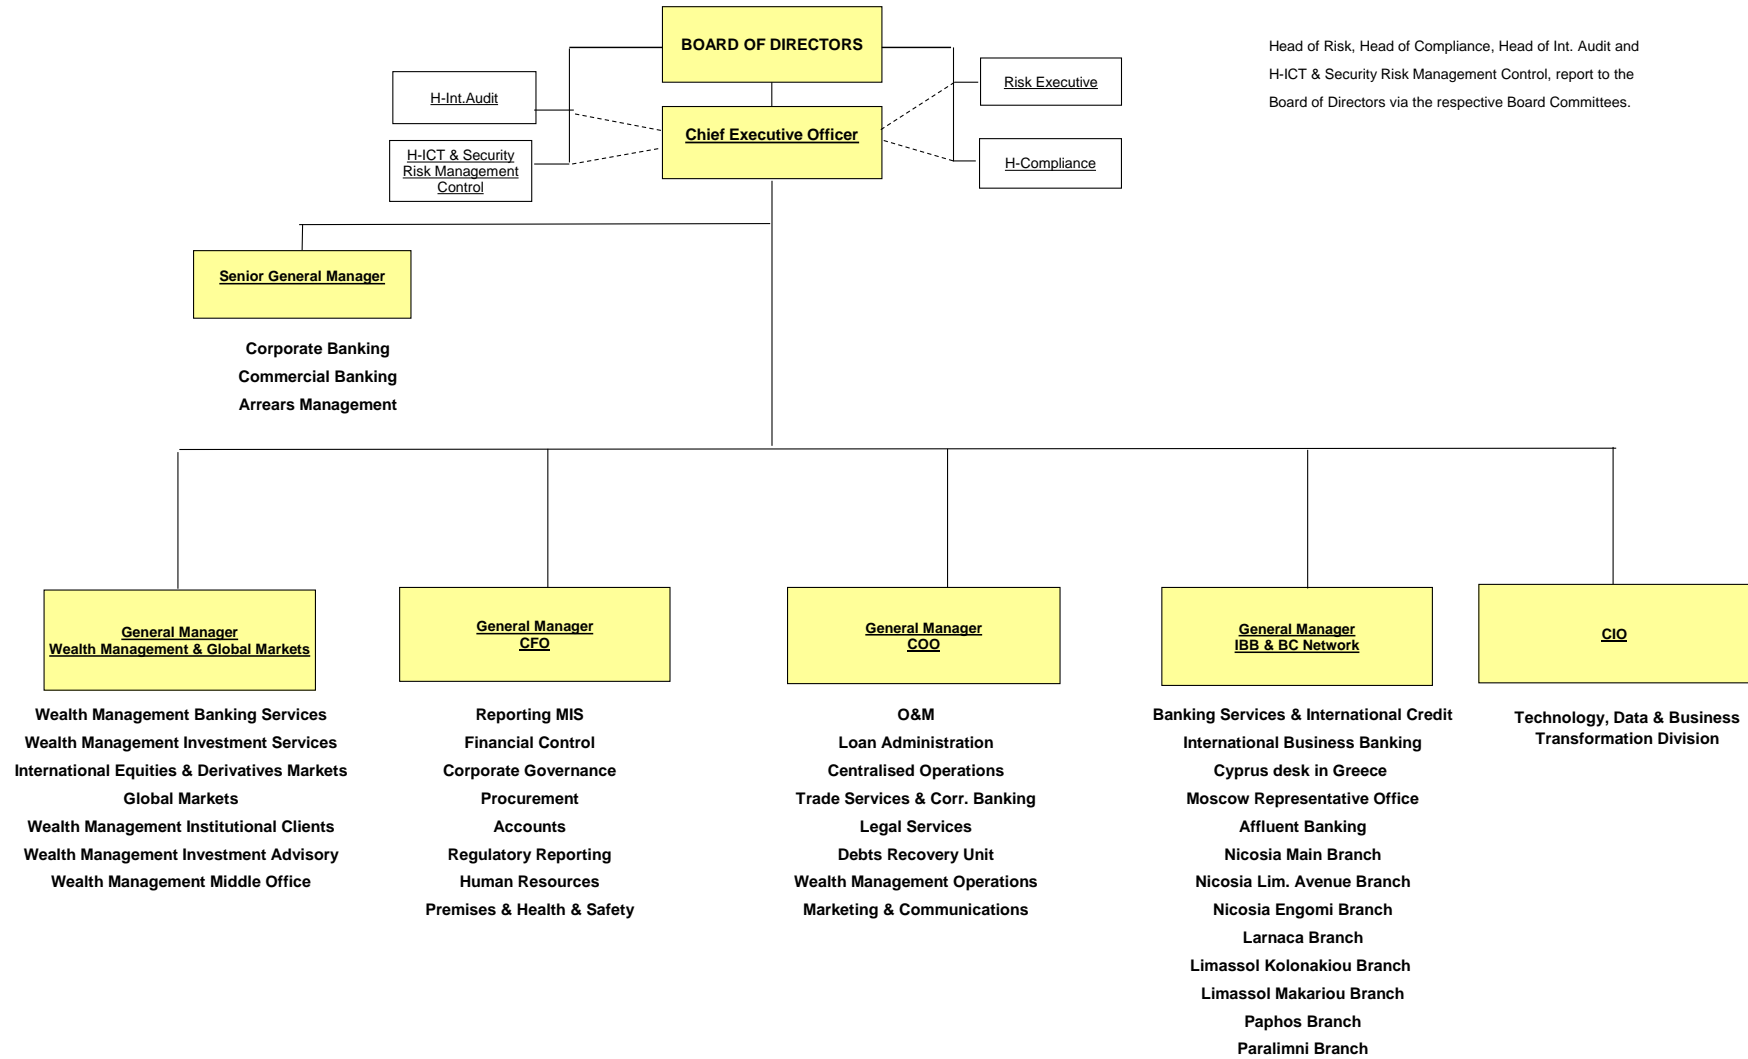 BOARD OF DIRECTORS
Head of Risk, Head of Compliance, Head of Int. Audit and
H-ICT & Security Risk Management Control, report to the
Board of Directors via the respective Board Committees.
H-Int.Audit
Risk Executive
Chief Executive Officer
H-ICT & Security
Risk Management
Control
H-Compliance
Senior General Manager
Corporate Banking
Commercial Banking
Arrears Management
General Manager
Wealth Management & Global Markets
Wealth Management Banking Services
Wealth Management Investment Services
International Equities & Derivatives Markets
Global Markets
Wealth Management Institutional Clients
Wealth Management Investment Advisory
Wealth Management Middle Office
General Manager
CFO
Reporting MIS
Financial Control
Corporate Governance
Procurement
Accounts
Regulatory Reporting
Human Resources
Premises & Health & Safety
General Manager
COO
O&M
Loan Administration
Centralised Operations
Trade Services & Corr. Banking
Legal Services
Debts Recovery Unit
Wealth Management Operations
Marketing & Communications
General Manager
IBB & BC Network
Banking Services & International Credit
International Business Banking
Cyprus desk in Greece
Moscow Representative Office
Affluent Banking
Nicosia Main Branch
Nicosia Lim. Avenue Branch
Nicosia Engomi Branch
Larnaca Branch
Limassol Kolonakiou Branch
Limassol Makariou Branch
Paphos Branch
Paralimni Branch
CIO
Technology, Data & Business
Transformation Division